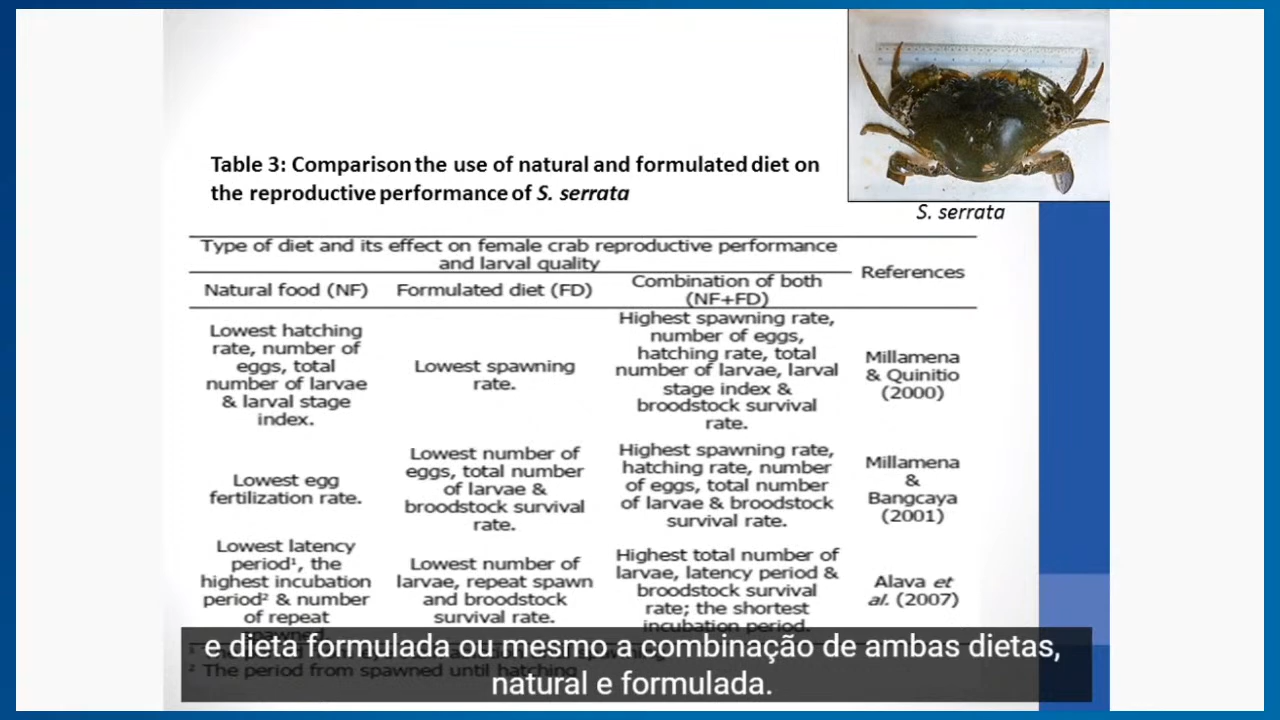 Table 3: Comparison the use of natural and formulated diet on
the reproductive performance of S. serrata
S. serrata
Type of diet and its effect on female crab reproductive performance
and larval quality
References
Natural food (NF)
Formulated diet (FD)
Combination of both
(NF+FD)
Lowest hatching
rate, number of
eggs, total
number of larvae
& larval stage
index.
Lowest spawning
rate.
Highest spawning rate,
number of eggs,
hatching rate, total
number of larvae, larval
stage index &
broodstock survival
rate.
Millamena
& Quinitio
(2000)
Lowest egg
fertilization rate.
Lowest number of
eggs, total number
of larvae &
broodstock survival
rate.
Highest spawning rate,
hatching rate, number
of eggs, total number
of larvae & broodstock
survival rate.
Millamena
&
Bangcaya
(2001)
Lowest latency
period¹, the
highest incubation
period² & number
of repeat
Lowest number of
larvae, repeat spawn
and broodstock
survival rate.
Highest total number of
larvae, latency period &
broodstock survival
rate; the shortest
incubation period.
Alava et
al. (2007)
² The period from spawned until hatching
e dieta formulada ou mesmo a combinação de ambas dietas,
natural e formulada.